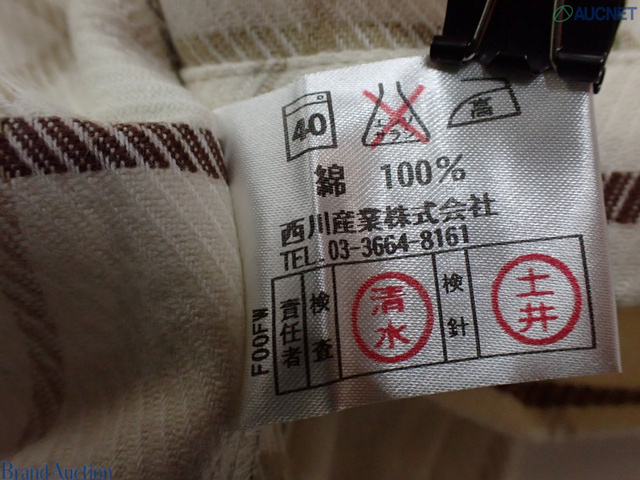 AUCNET
40
エンソ
サラシ
高
綿 100%
西川産業株式会社
TEL. 03-3664-8161
FOOFW
責任者
検査
清水
検針
土井
Brand Auction